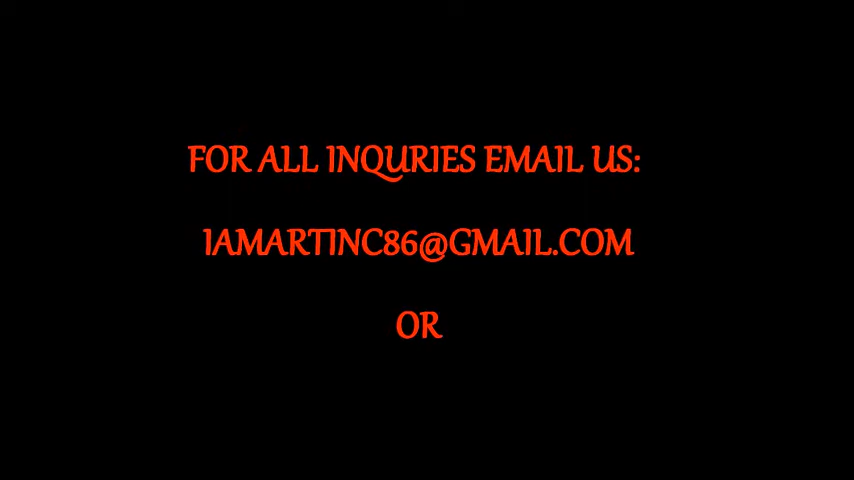 FOR ALL INQURIES EMAIL US:
IAMARTINC86@GMAIL.COM
OR